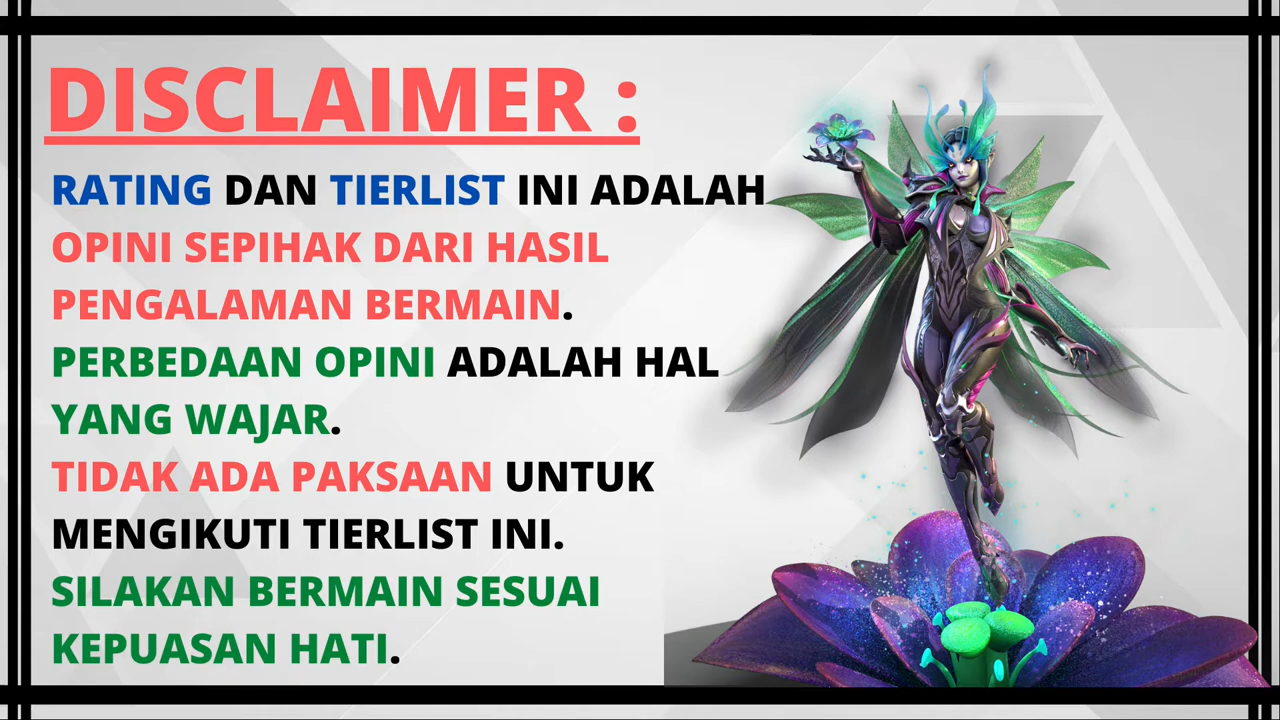 DISCLAIMER :
RATING DAN TIERLIST INI ADALAH
OPINI SEPIHAK DARI HASIL
PENGALAMAN BERMAIN.
PERBEDAAN OPINI ADALAH HAL
YANG WAJAR.
TIDAK ADA PAKSAAN UNTUK
MENGIKUTI TIERLIST INI.
SILAKAN BERMAIN SESUAI
KEPUASAN HATI.